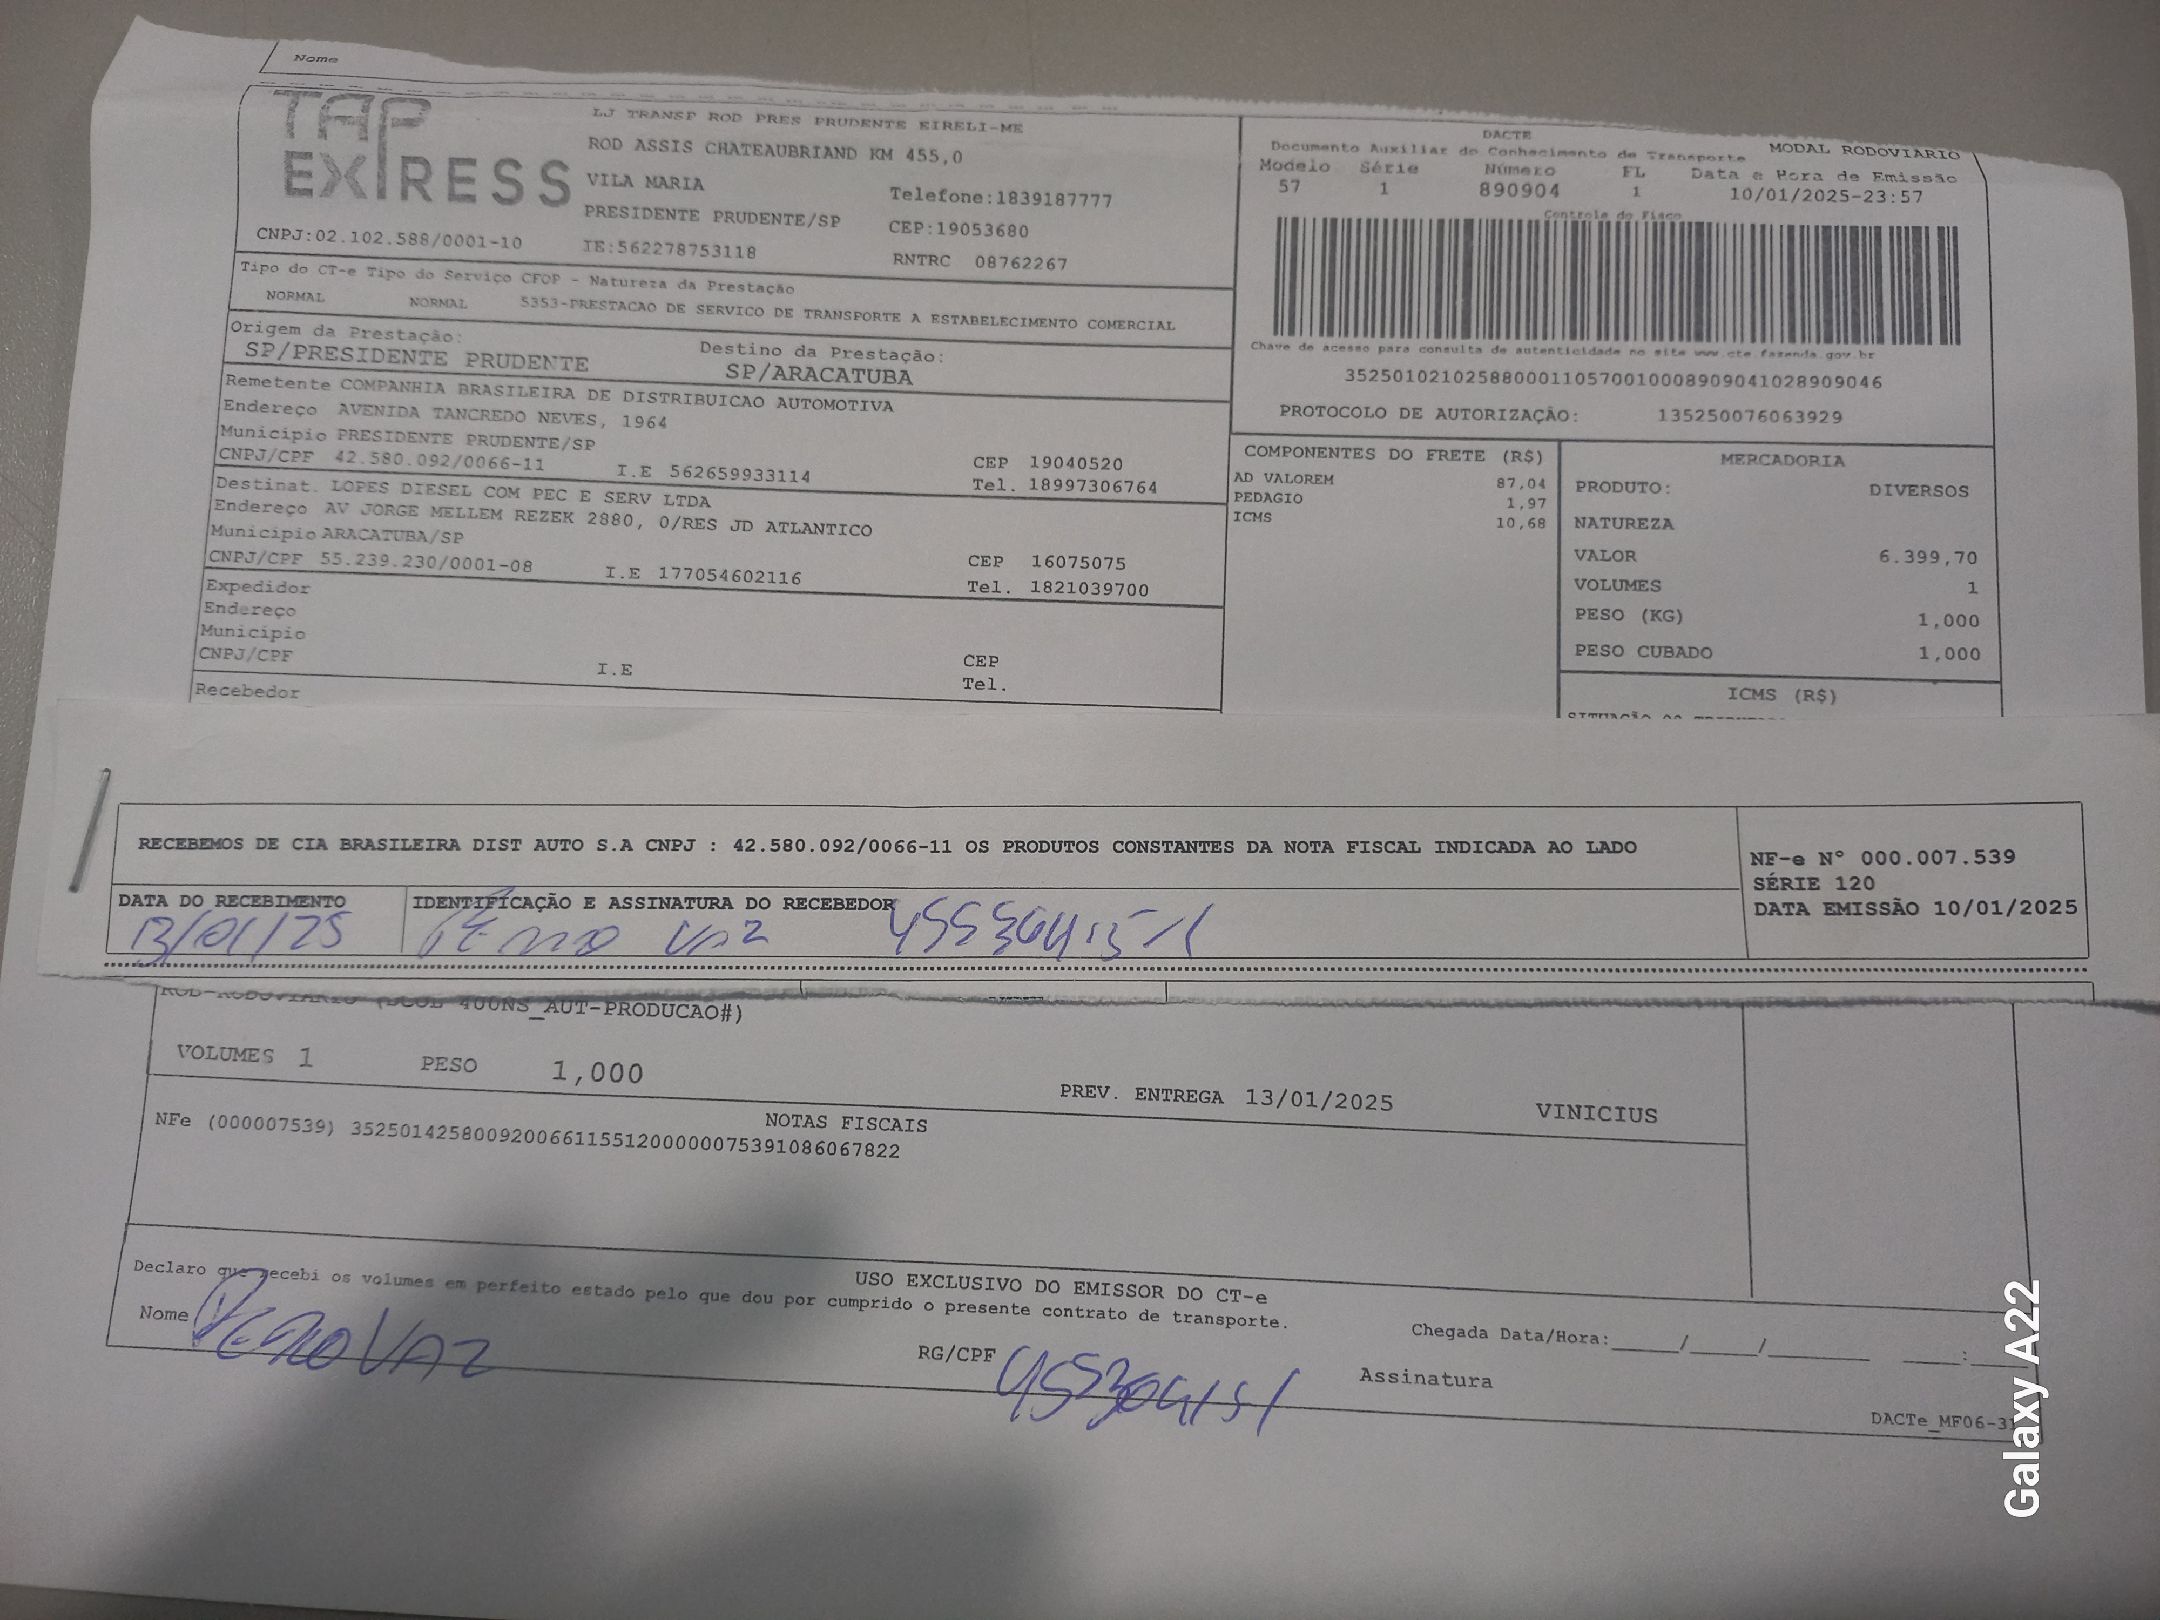 Nome
TAP
EXPRESS
LJ TRANSP ROD PRES PRUDENTE EIRELI-ME
ROD ASSIS CHATEAUBRIAND KM 455,0
VILA MARIA
Telefone:1839187777
PRESIDENTE PRUDENTE/SP
CEP:19053680
CNPJ:02.102.588/0001-10
IE:562278753118
RNTRC 08762267
Tipo do CT-e Tipo do Serviço CFOP - Natureza da Prestação
NORMAL NORMAL 5353-PRESTACAO DE SERVICO DE TRANSPORTE A ESTABELECIMENTO COMERCIAL
Origem da Prestação: Destino da Prestação:
SP/PRESIDENTE PRUDENTE SP/ARACATUBA
Remetente COMPANHIA BRASILEIRA DE DISTRIBUICAO AUTOMOTIVA
Endereço AVENIDA TANCREDO NEVES, 1964
Municipio PRESIDENTE PRUDENTE/SP CEP 19040520
CNPJ/CPF 42.580.092/0066-11 I.E 562659933114 Tel. 18997306764
Destinat. LOPES DIESEL COM PEC E SERV LTDA
Endereço AV JORGE MELLEM REZEK 2880, 0/RES JD ATLANTICO
Municipio ARACATUBA/SP CEP 16075075
CNPJ/CPF 55.239.230/0001-08 I.E 177054602116 Tel. 1821039700
Expedidor
Endereço
Municipio CEP
CNPJ/CPF I.E Tel.
Recebedor
DACTE
Documento Auxiliar do Conhecimento de Transporte MODAL RODOVIÁRIO
Modelo Série Número FL Data e Hora de Emissão
57 1 890904 1 10/01/2025-23:57
Controle do Fisco
Chave de acesso para consulta de autenticidade no site www.cte.fazenda.gov.br
35250102102588000110570010008909041028909046
PROTOCOLO DE AUTORIZAÇÃO: 135250076063929
COMPONENTES DO FRETE (R$)
AD VALOREM 87,04
PEDAGIO 1,97
ICMS 10,68
MERCADORIA
PRODUTO: DIVERSOS
NATUREZA
VALOR 6.399,70
VOLUMES 1
PESO (KG) 1,000
PESO CUBADO 1,000
ICMS (R$)
RECEBEMOS DE CIA BRASILEIRA DIST AUTO S.A CNPJ : 42.580.092/0066-11 OS PRODUTOS CONSTANTES DA NOTA FISCAL INDICADA AO LADO
NF-e N° 000.007.539
SÉRIE 120
DATA EMISSÃO 10/01/2025
DATA DO RECEBIMENTO IDENTIFICAÇÃO E ASSINATURA DO RECEBEDOR
13/01/25 VAZ
400NS_AUT-PRODUCAO#)
VOLUMES 1 PESO 1,000 PREV. ENTREGA 13/01/2025 VINICIUS
NOTAS FISCAIS
NFe (000007539) 35250142580092006611551200000075391086067822
USO EXCLUSIVO DO EMISSOR DO CT-e
Declaro que recebi os volumes em perfeito estado pelo que dou por cumprido o presente contrato de transporte.
Nome VAZ RG/CPF 455304151 Assinatura
Chegada Data/Hora:_____/_____/_______ ____:____
Galaxy A22